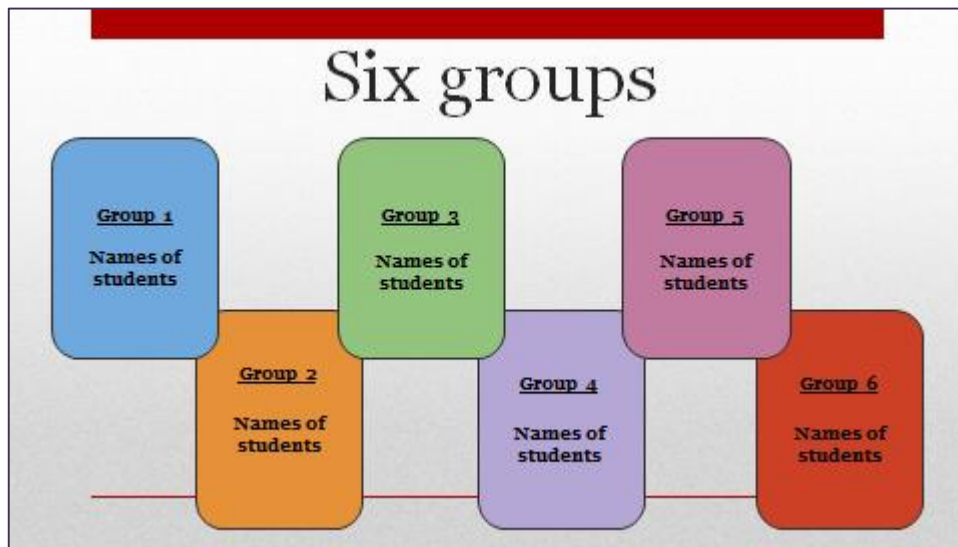 Six groups
Group 1
Names of
students
Group 2
Names of
students
Group 3
Names of
students
Group 4
Names of
students
Group 5
Names of
students
Group 6
Names of
students